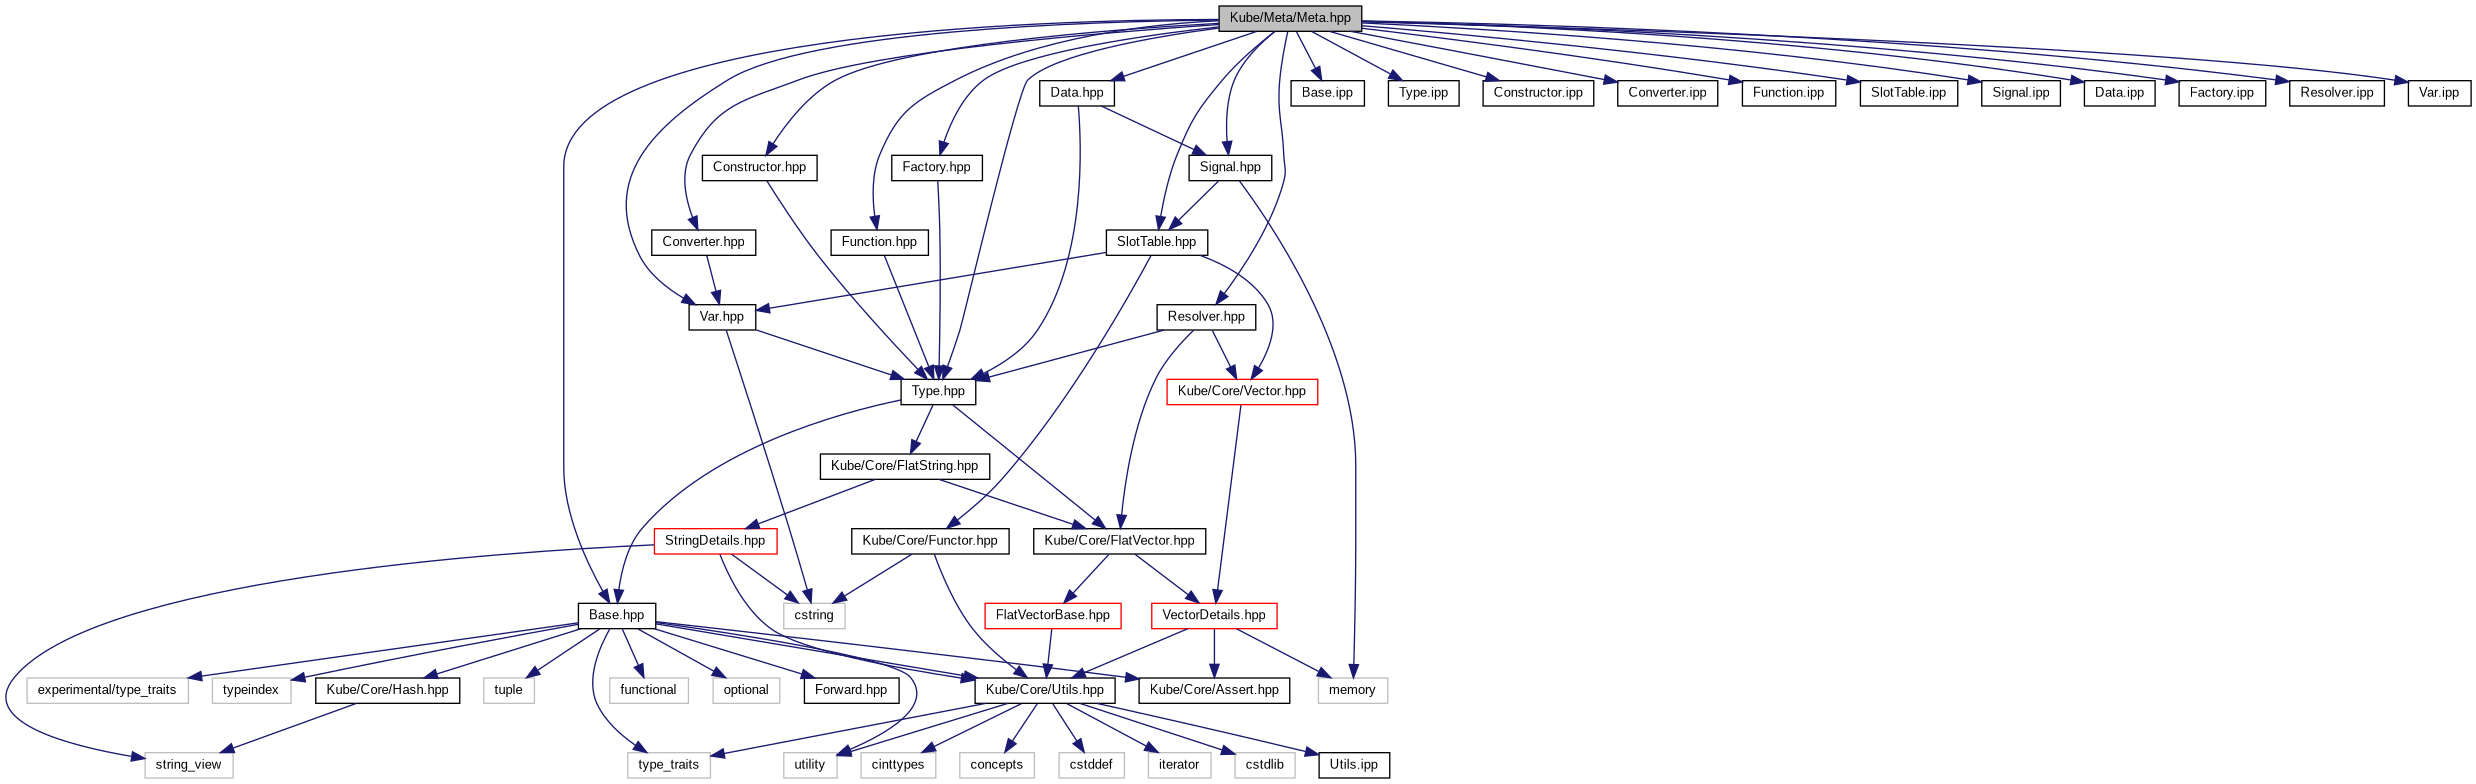 Kube/Meta/Meta.hpp
Data.hpp
Base.ipp
Type.ipp
Constructor.ipp
Converter.ipp
Function.ipp
SlotTable.ipp
Signal.ipp
Data.ipp
Factory.ipp
Resolver.ipp
Var.ipp
Constructor.hpp
Factory.hpp
Signal.hpp
Converter.hpp
Function.hpp
SlotTable.hpp
Var.hpp
Resolver.hpp
Type.hpp
Kube/Core/Vector.hpp
Kube/Core/FlatString.hpp
StringDetails.hpp
Kube/Core/Functor.hpp
Kube/Core/FlatVector.hpp
Base.hpp
cstring
FlatVectorBase.hpp
VectorDetails.hpp
experimental/type_traits
typeindex
Kube/Core/Hash.hpp
tuple
functional
optional
Forward.hpp
Kube/Core/Utils.hpp
Kube/Core/Assert.hpp
memory
string_view
type_traits
utility
cinttypes
concepts
cstddef
iterator
cstdlib
Utils.ipp